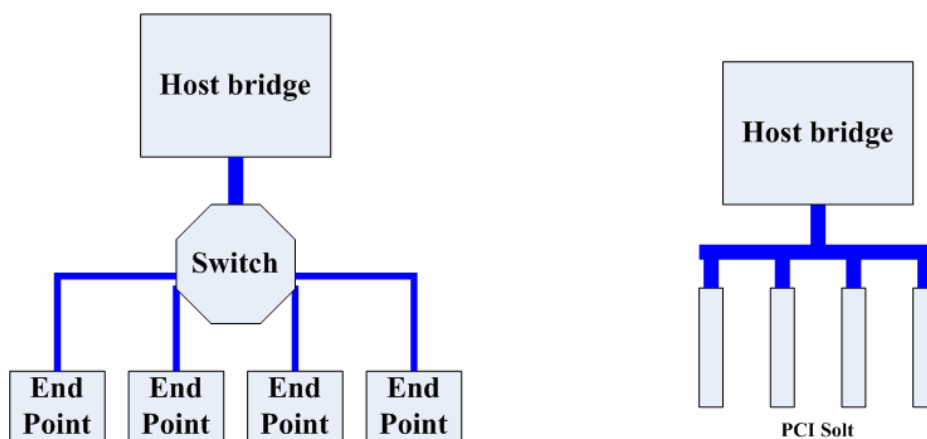 Host bridge
Host bridge
Switch
End
Point
End
Point
End
Point
End
Point
PCI Solt